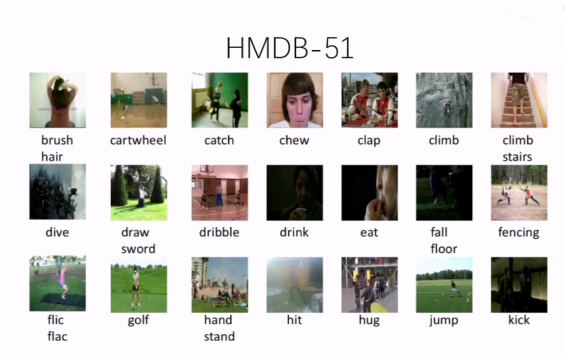 HMDB-51
brush
hair
cartwheel
catch
chew
clap
climb
climb
stairs
dive
draw
sword
dribble
drink
eat
fall
floor
fencing
flic
flac
golf
hand
stand
hit
hug
jump
kick